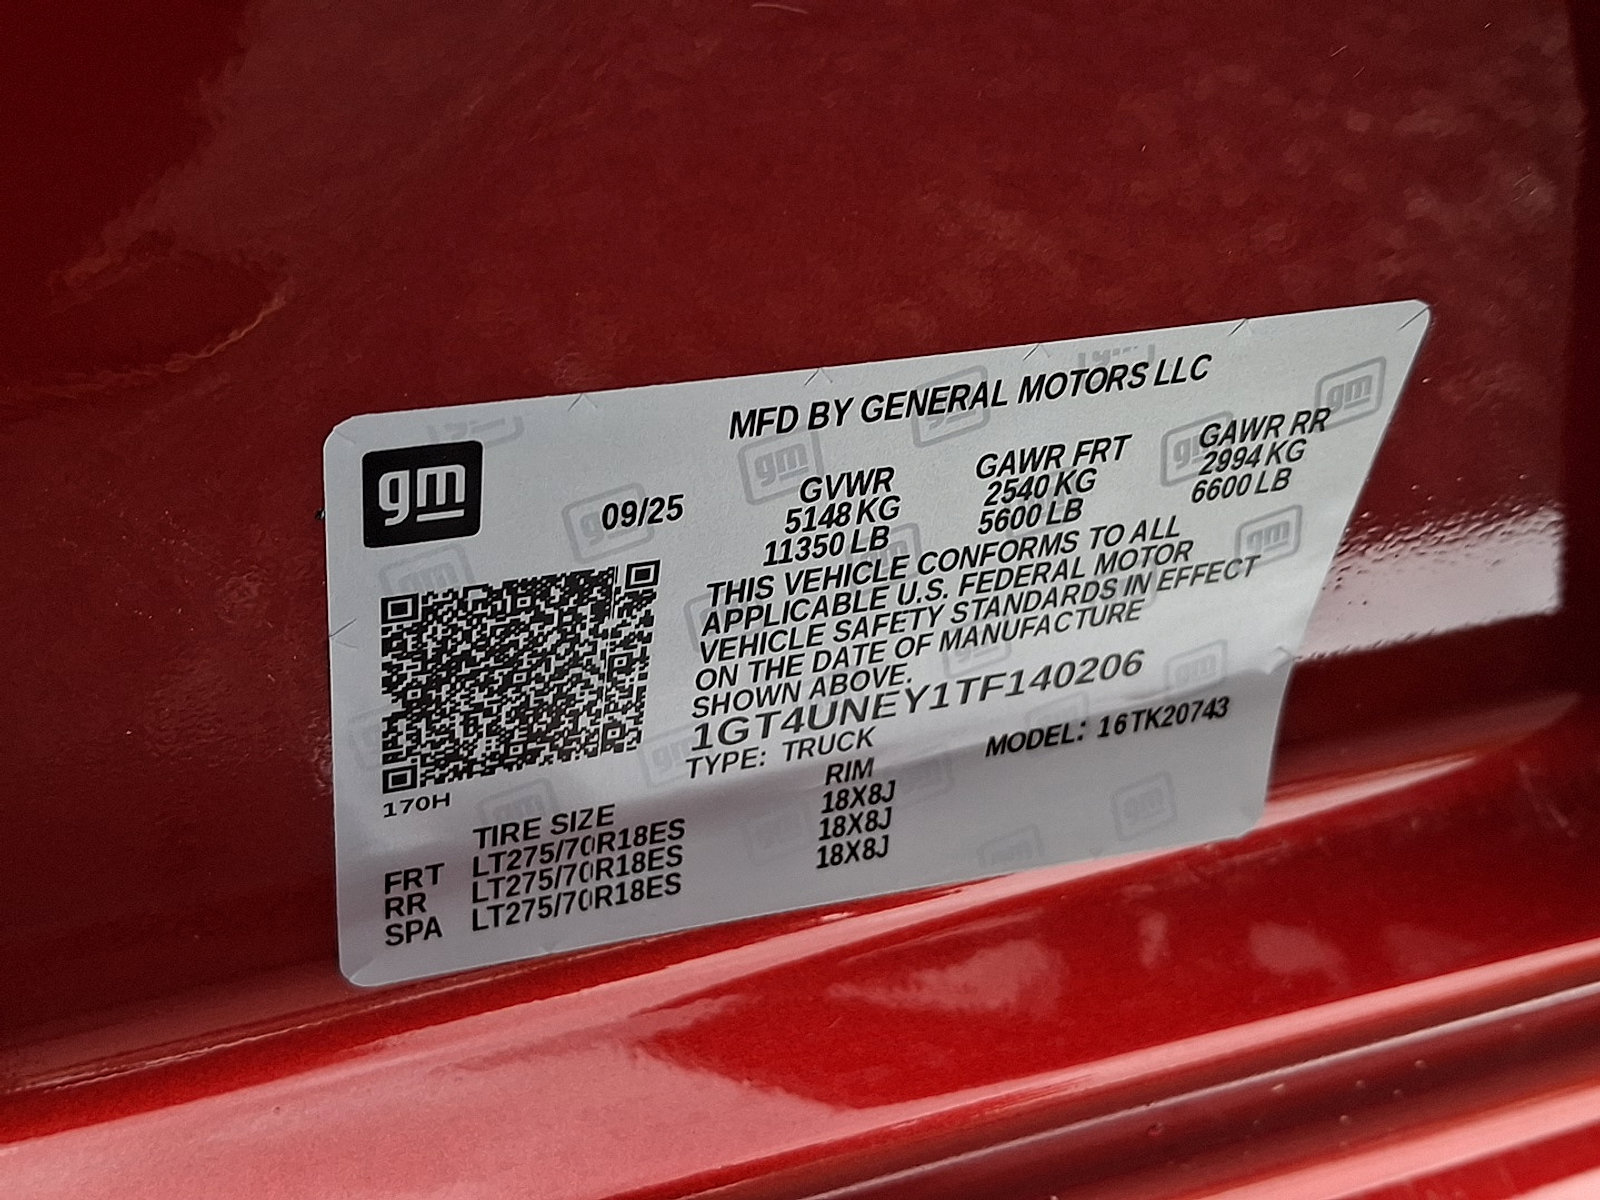 MFD BY GENERAL MOTORS LLC
gm
09/25
GVWR GAWR FRT GAWR RR
5148 KG 2540 KG 2994 KG
11350 LB 5600 LB 6600 LB
THIS VEHICLE CONFORMS TO ALL
APPLICABLE U.S. FEDERAL MOTOR
VEHICLE SAFETY STANDARDS IN EFFECT
ON THE DATE OF MANUFACTURE
SHOWN ABOVE.
1GT4UNEY1TF140206
TYPE: TRUCK MODEL: 16TK20743
170H
TIRE SIZE RIM
FRT LT275/70R18ES 18X8J
RR LT275/70R18ES 18X8J
SPA LT275/70R18ES 18X8J